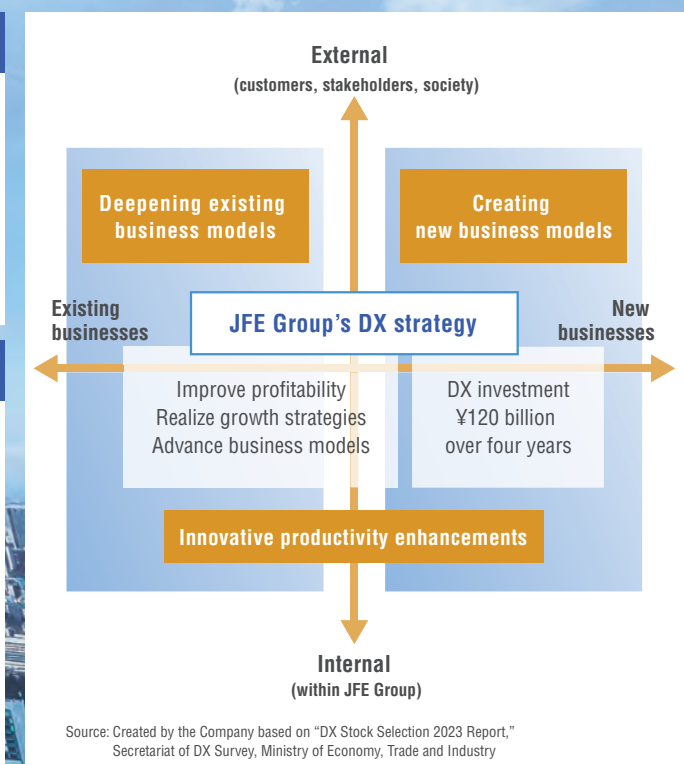 External
(customers, stakeholders, society)
Deepening existing
business models
Creating
new business models
Existing
businesses
JFE Group’s DX strategy
New
businesses
Improve profitability
Realize growth strategies
Advance business models
DX investment
¥120 billion
over four years
Innovative productivity enhancements
Internal
(within JFE Group)
Source: Created by the Company based on “DX Stock Selection 2023 Report,”
Secretariat of DX Survey, Ministry of Economy, Trade and Industry